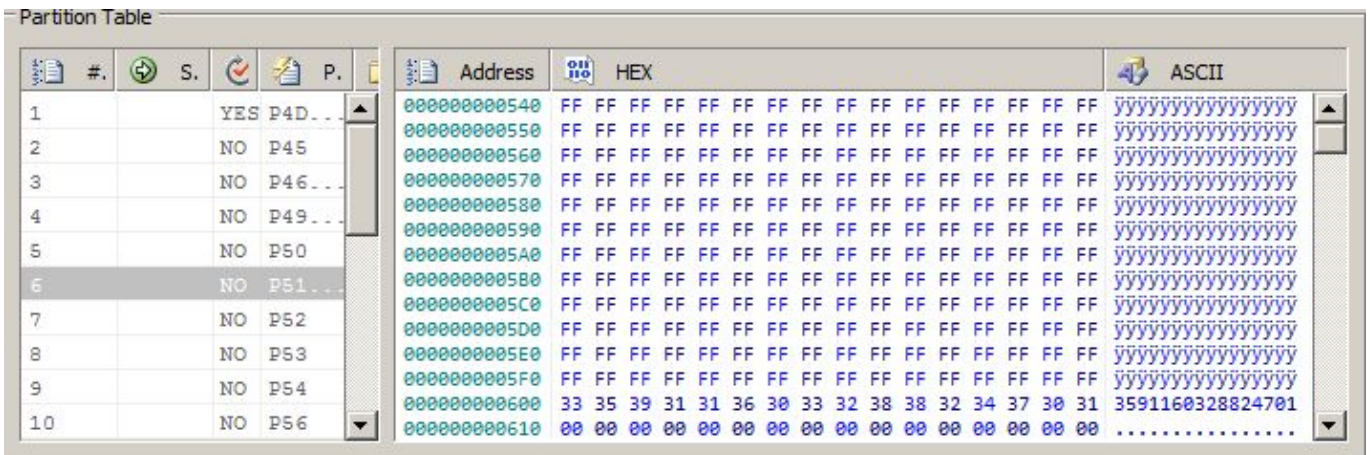 Partition Table
#. S. P. Address HEX ASCII
1 YES P4D...
2 NO P45
3 NO P46...
4 NO P49...
5 NO P50
6 NO P51...
7 NO P52
8 NO P53
9 NO P54
10 NO P56
000000000540 FF FF FF FF FF FF FF FF FF FF FF FF FF FF FF FF ÿÿÿÿÿÿÿÿÿÿÿÿÿÿÿÿ
000000000550 FF FF FF FF FF FF FF FF FF FF FF FF FF FF FF FF ÿÿÿÿÿÿÿÿÿÿÿÿÿÿÿÿ
000000000560 FF FF FF FF FF FF FF FF FF FF FF FF FF FF FF FF ÿÿÿÿÿÿÿÿÿÿÿÿÿÿÿÿ
000000000570 FF FF FF FF FF FF FF FF FF FF FF FF FF FF FF FF ÿÿÿÿÿÿÿÿÿÿÿÿÿÿÿÿ
000000000580 FF FF FF FF FF FF FF FF FF FF FF FF FF FF FF FF ÿÿÿÿÿÿÿÿÿÿÿÿÿÿÿÿ
000000000590 FF FF FF FF FF FF FF FF FF FF FF FF FF FF FF FF ÿÿÿÿÿÿÿÿÿÿÿÿÿÿÿÿ
0000000005A0 FF FF FF FF FF FF FF FF FF FF FF FF FF FF FF FF ÿÿÿÿÿÿÿÿÿÿÿÿÿÿÿÿ
0000000005B0 FF FF FF FF FF FF FF FF FF FF FF FF FF FF FF FF ÿÿÿÿÿÿÿÿÿÿÿÿÿÿÿÿ
0000000005C0 FF FF FF FF FF FF FF FF FF FF FF FF FF FF FF FF ÿÿÿÿÿÿÿÿÿÿÿÿÿÿÿÿ
0000000005D0 FF FF FF FF FF FF FF FF FF FF FF FF FF FF FF FF ÿÿÿÿÿÿÿÿÿÿÿÿÿÿÿÿ
0000000005E0 FF FF FF FF FF FF FF FF FF FF FF FF FF FF FF FF ÿÿÿÿÿÿÿÿÿÿÿÿÿÿÿÿ
0000000005F0 FF FF FF FF FF FF FF FF FF FF FF FF FF FF FF FF ÿÿÿÿÿÿÿÿÿÿÿÿÿÿÿÿ
000000000600 33 35 39 31 31 36 30 33 32 38 38 32 34 37 30 31 3591160328824701
000000000610 00 00 00 00 00 00 00 00 00 00 00 00 00 00 00 00 ................